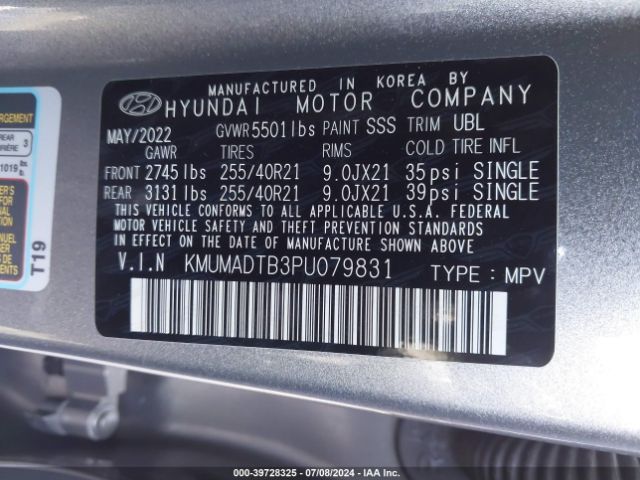 MANUFACTURED IN KOREA BY
HYUNDAI MOTOR COMPANY
MAY/2022 GVWR 5501lbs PAINT SSS TRIM UBL
GAWR TIRES RIMS COLD TIRE INFL
FRONT 2745lbs 255/40R21 9.0JX21 35psi SINGLE
REAR 3131lbs 255/40R21 9.0JX21 39psi SINGLE
THIS VEHICLE CONFORMS TO ALL APPLICABLE U.S.A. FEDERAL
MOTOR VEHICLE SAFETY AND THEFT PREVENTION STANDARDS
IN EFFECT ON THE DATE OF MANUFACTURE SHOWN ABOVE.
V.I.N KMUMADTB3PU079831 TYPE : MPV
REAR
3
1019
T19
000-39728325 / 07/08/2024 / IAA Inc.